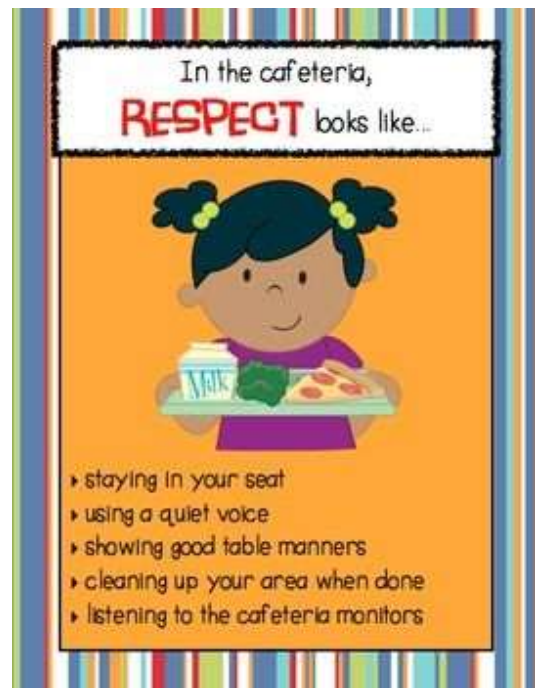 In the cafeteria,
RESPECT looks like...
Milk
▸ staying in your seat
▸ using a quiet voice
▸ showing good table manners
▸ cleaning up your area when done
▸ listening to the cafeteria monitors